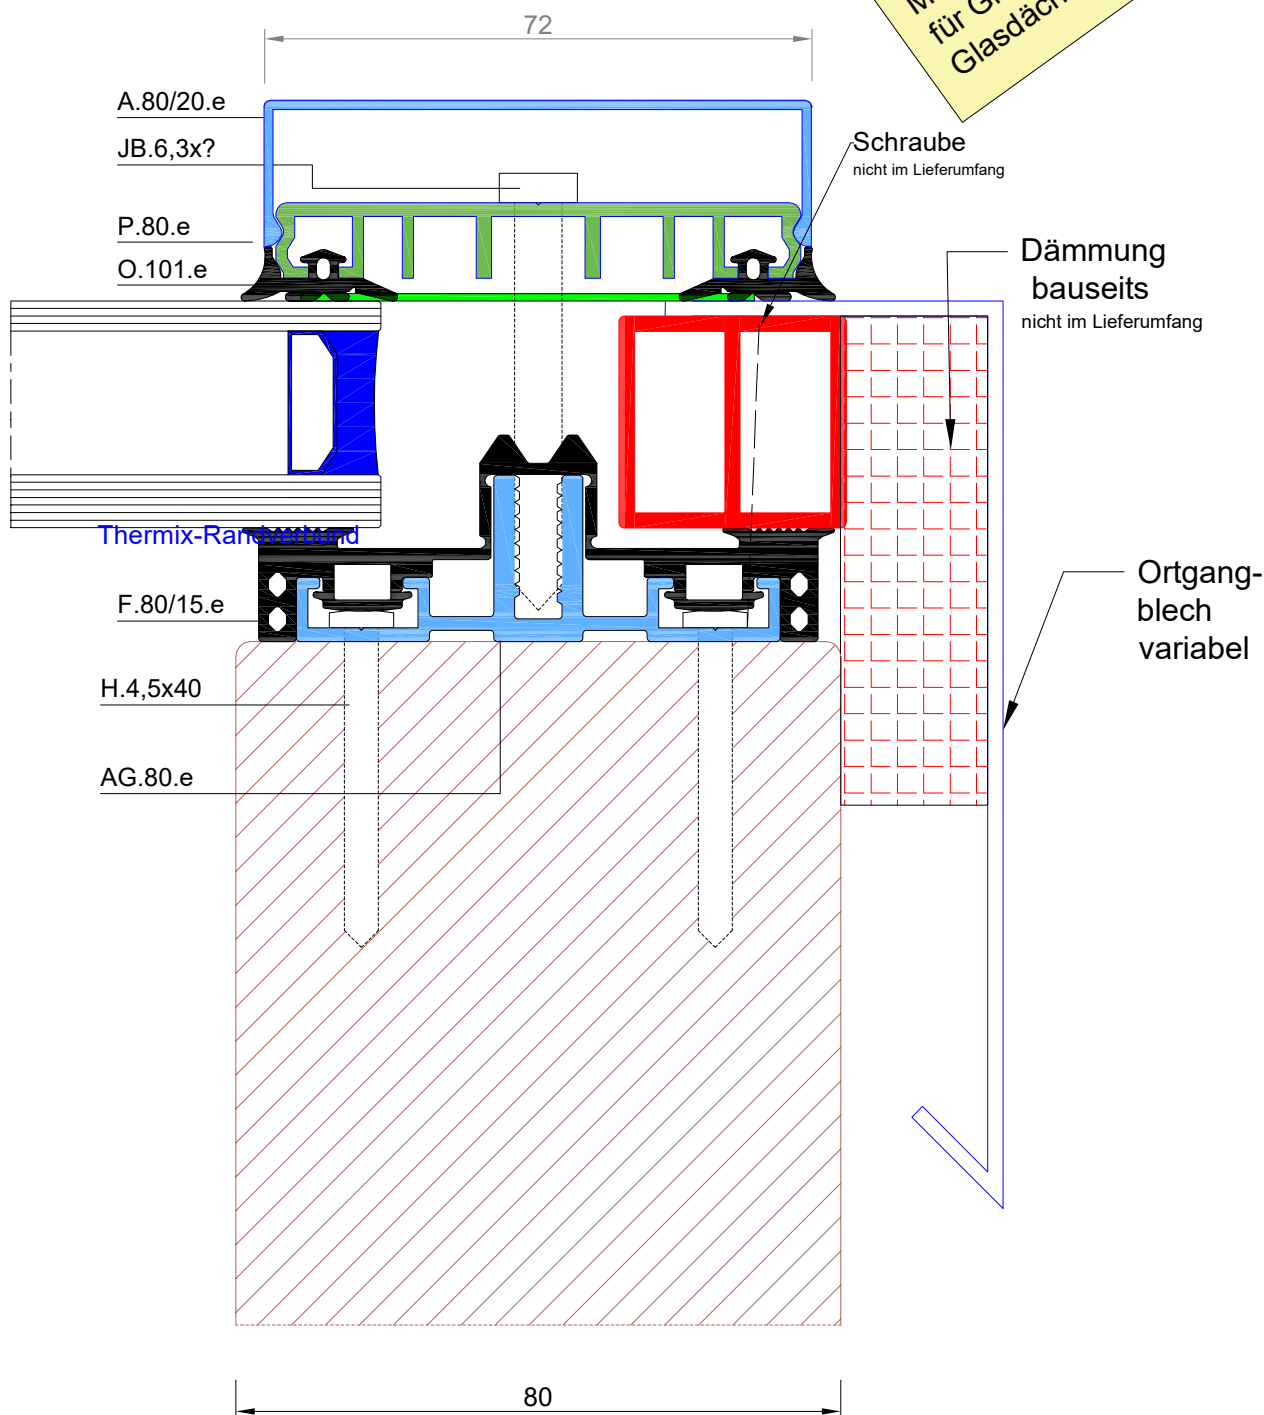 72
für
A.80/20.e
JB.6,3x?
Schraube
nicht im Lieferumfang
P.80.e
O.101.e
Dämmung
bauseits
nicht im Lieferumfang
Thermix-Randverbund
F.80/15.e
Ortgang-
blech
variabel
H.4,5x40
AG.80.e
80